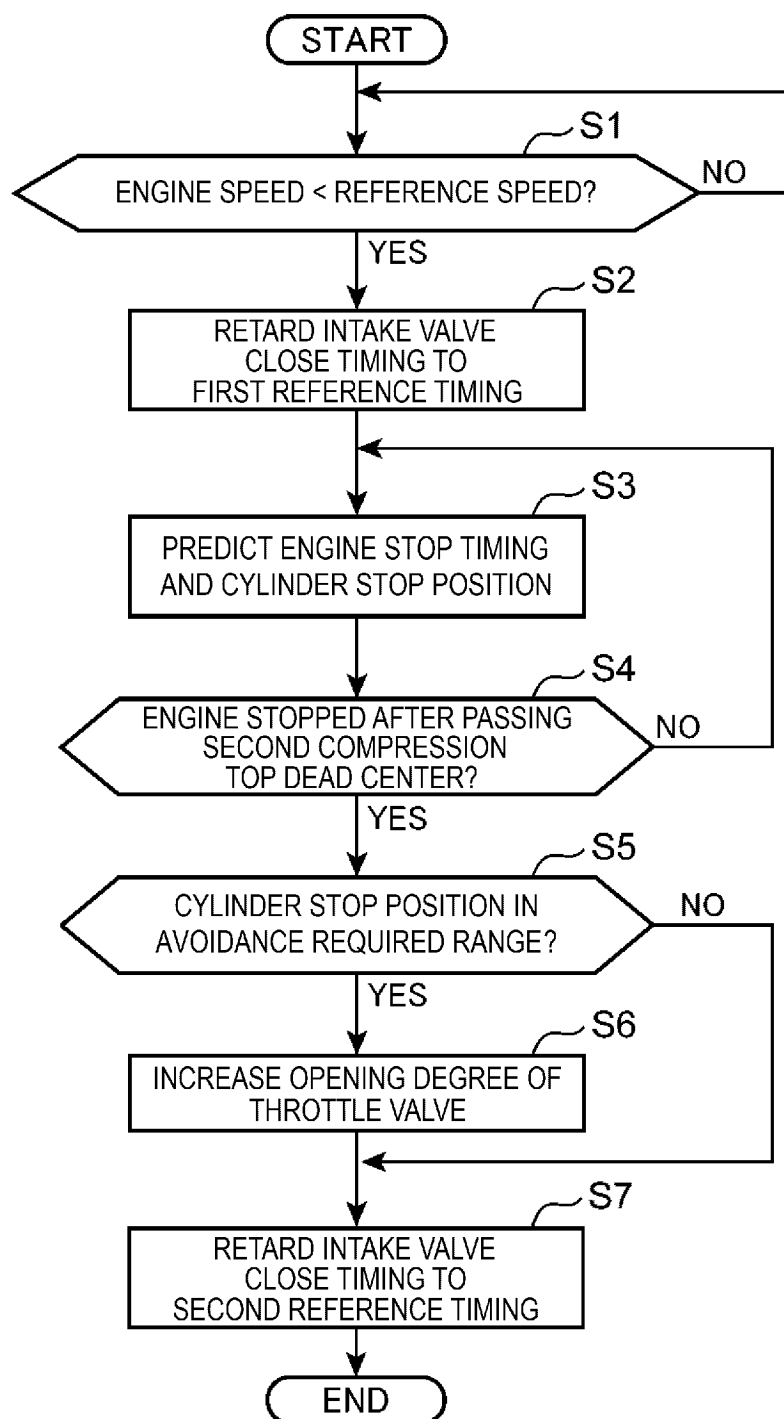 START
S1
ENGINE SPEED < REFERENCE SPEED?
NO
YES
S2
RETARD INTAKE VALVE
CLOSE TIMING TO
FIRST REFERENCE TIMING
S3
PREDICT ENGINE STOP TIMING
AND CYLINDER STOP POSITION
S4
ENGINE STOPPED AFTER PASSING
SECOND COMPRESSION
TOP DEAD CENTER?
NO
YES
S5
CYLINDER STOP POSITION IN
AVOIDANCE REQUIRED RANGE?
NO
YES
S6
INCREASE OPENING DEGREE OF
THROTTLE VALVE
S7
RETARD INTAKE VALVE
CLOSE TIMING TO
SECOND REFERENCE TIMING
END